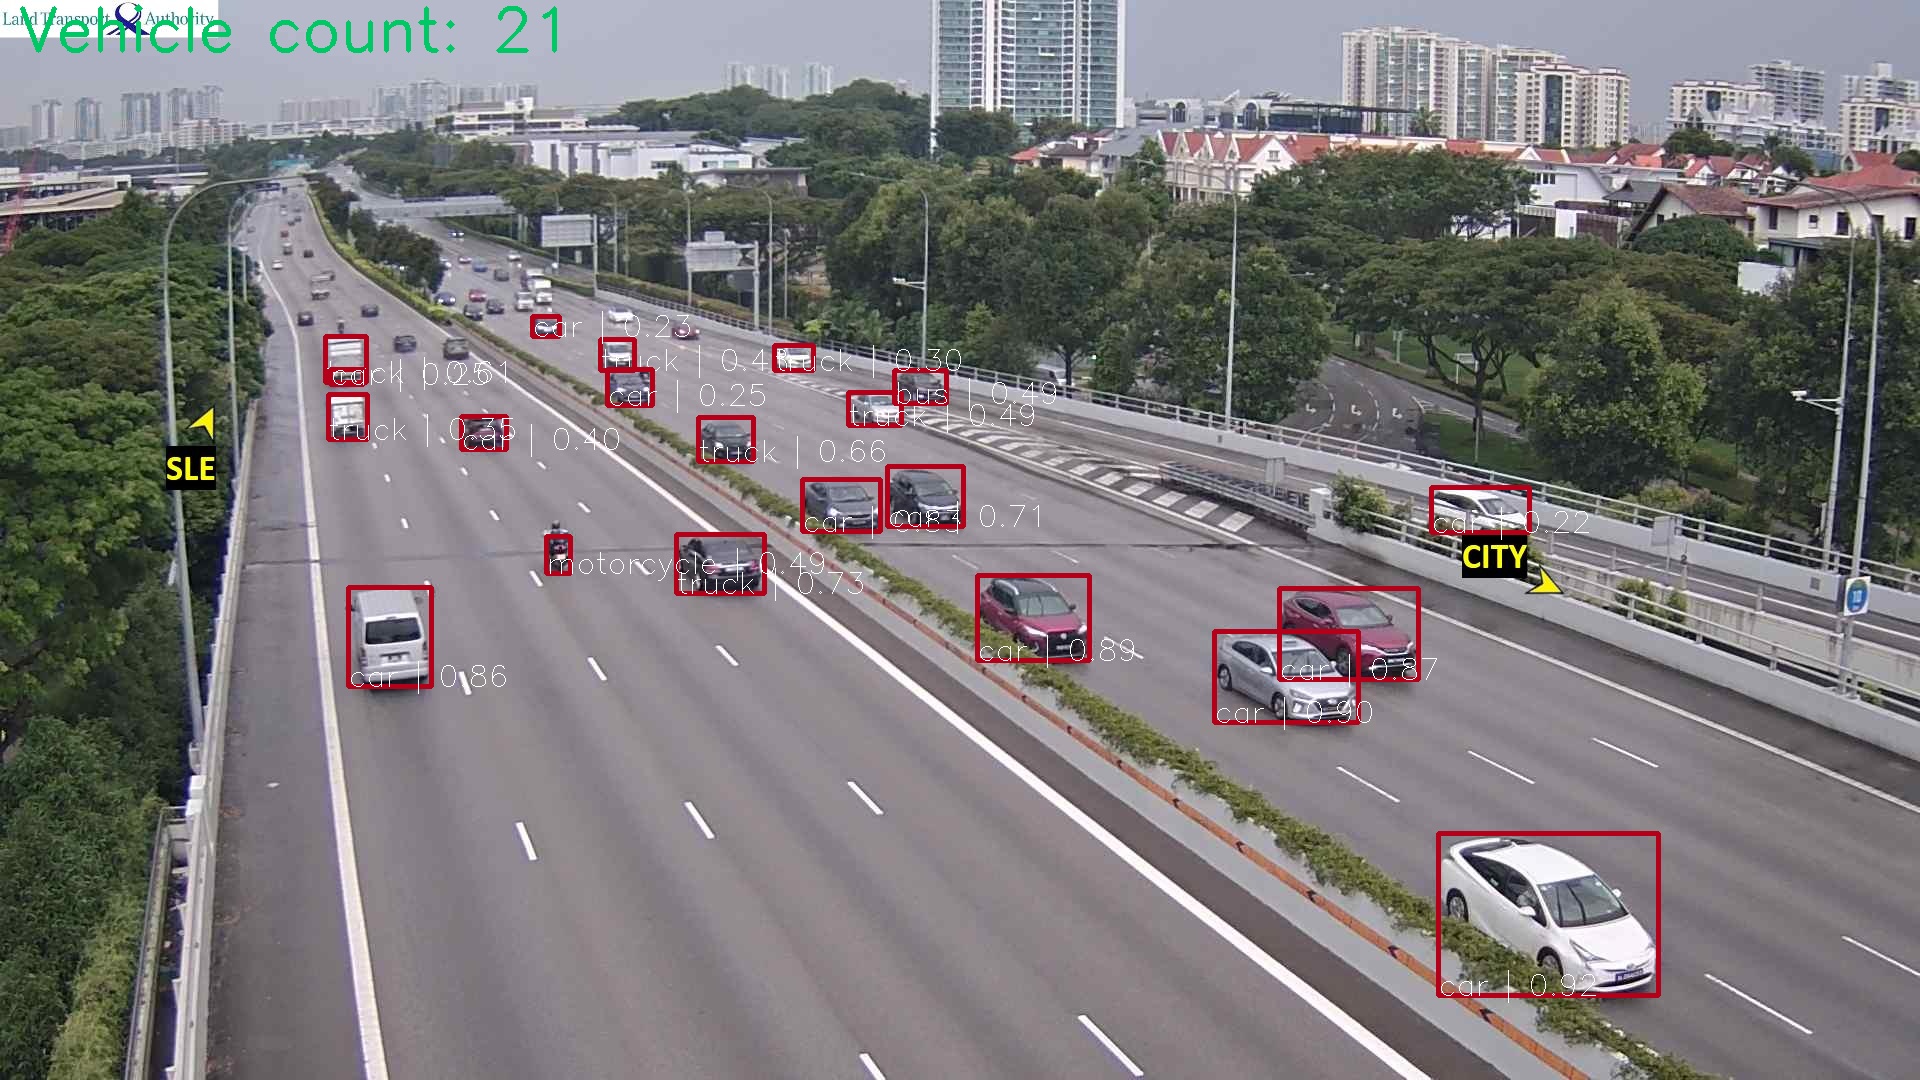 Land Transport Authority
Vehicle count: 21
car | 0.23
truck | 0.30
car | 0.25
bus | 0.49
truck | 0.49
car | 0.40
truck | 0.66
SLE
car | 0.71
car | 0.22
CITY
motorcycle | 0.49
truck | 0.73
car | 0.89
car | 0.87
car | 0.86
car | 0.90
car | 0.92